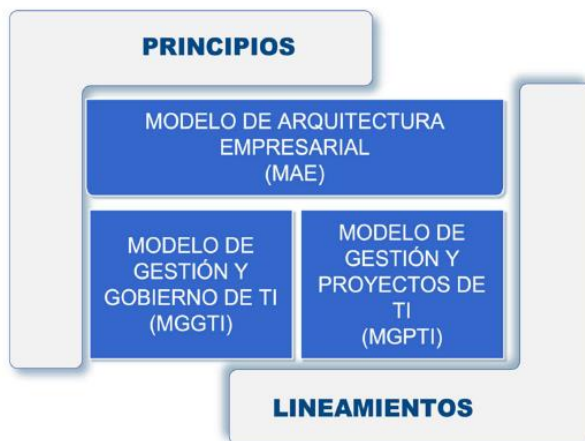 PRINCIPIOS
MODELO DE ARQUITECTURA
EMPRESARIAL
(MAE)
MODELO DE
GESTIÓN Y
GOBIERNO DE TI
(MGGTI)
MODELO DE
GESTIÓN Y
PROYECTOS DE
TI
(MGPTI)
LINEAMIENTOS